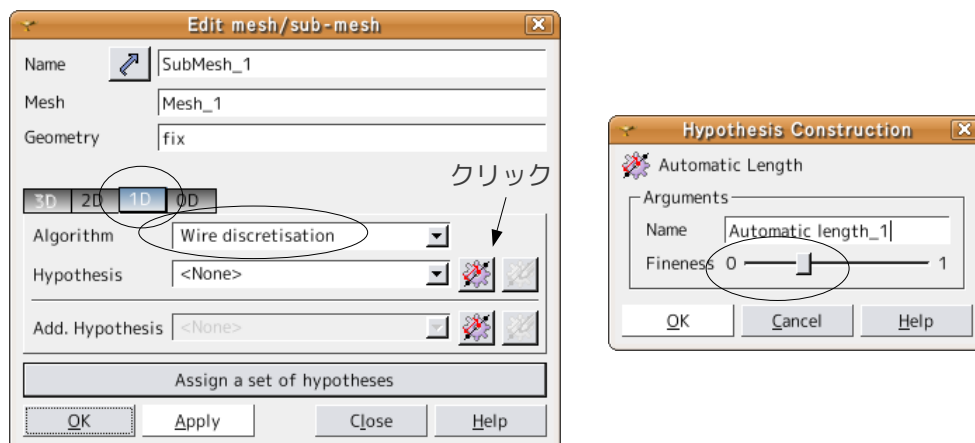 Edit mesh/sub-mesh
Name SubMesh_1
Mesh Mesh_1
Geometry fix
クリック
3D 2D 1D 0D
Algorithm Wire discretisation
Hypothesis <None>
Add. Hypothesis <None>
Assign a set of hypotheses
OK Apply Close Help
Hypothesis Construction
Automatic Length
Arguments
Name Automatic length_1
Fineness 0 1
OK Cancel Help